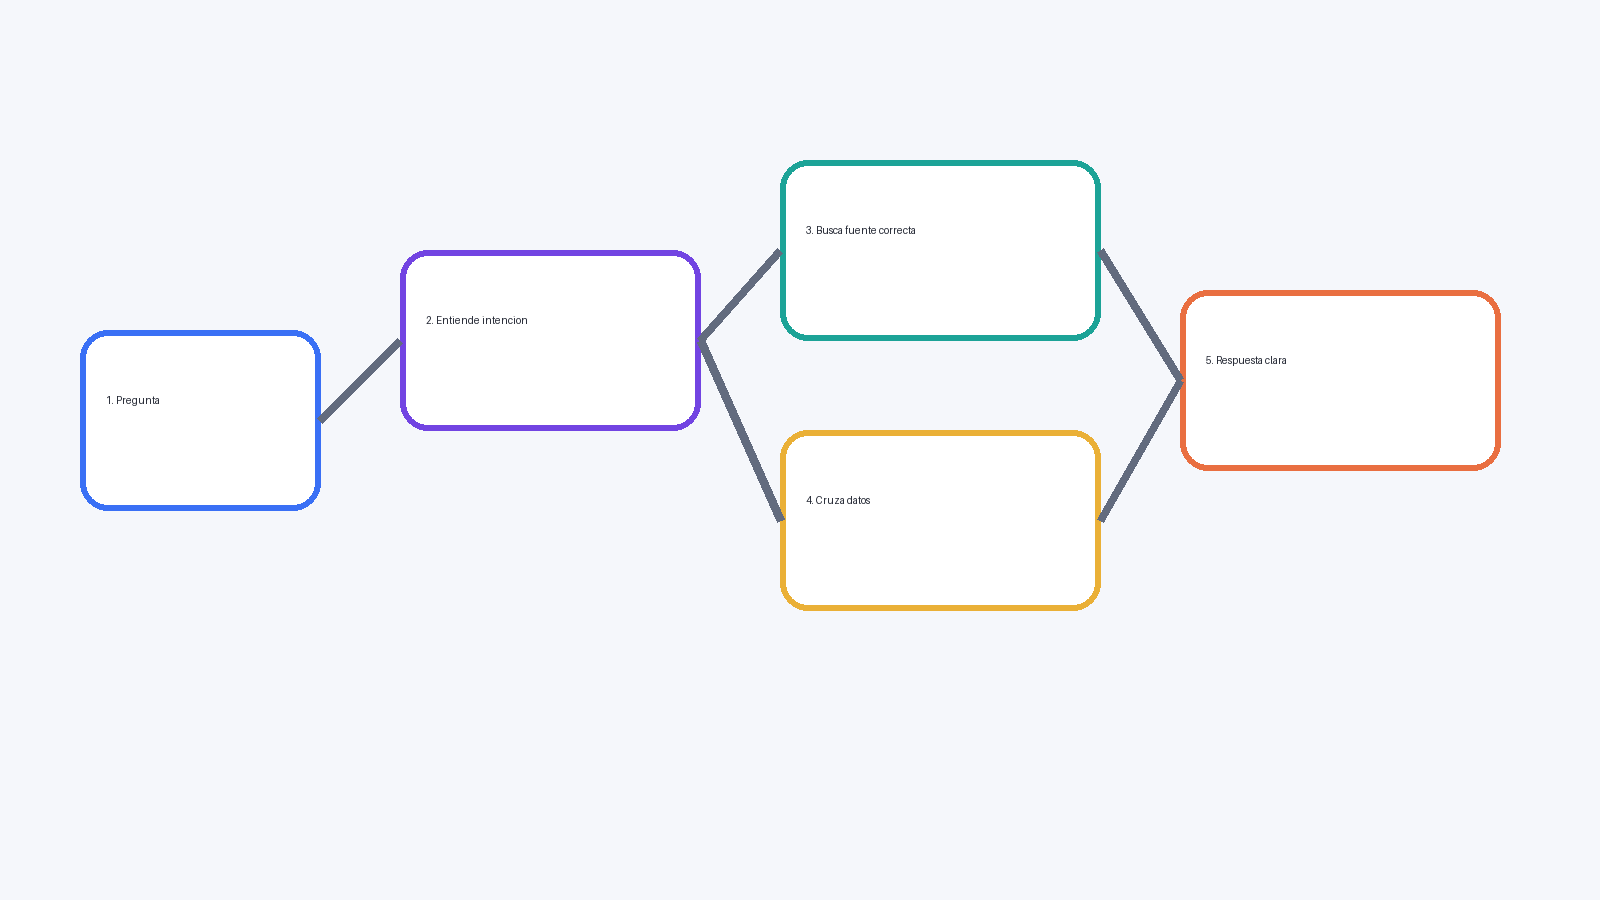 1. Pregunta
2. Entiende intencion
3. Busca fuente correcta
4. Cruza datos
5. Respuesta clara